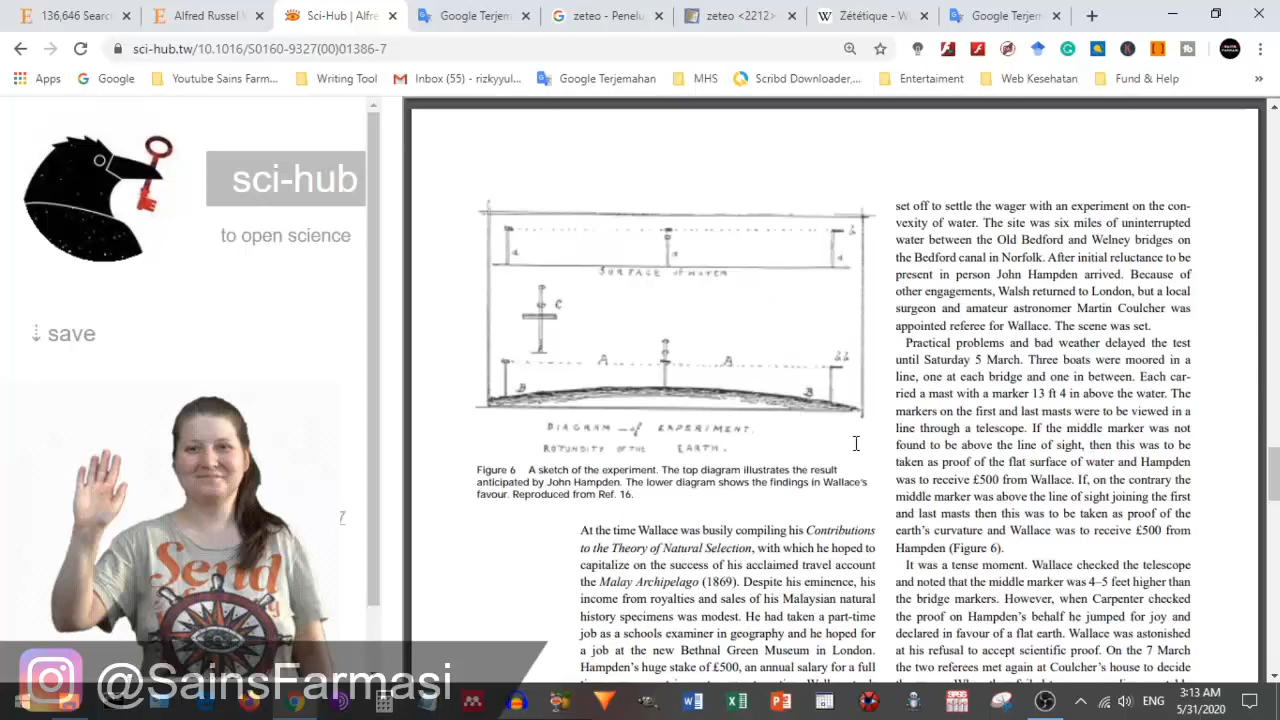 136,646 Search
Alfred Russel W
Sci-Hub | Alfre
Google Terjem
zeteo - Penelu
zeteo <2212>
Zététique - W
Google Terjem
sci-hub.tw/10.1016/S0160-9327(00)01386-7
Apps
Google
Youtube Sains Farm...
Writing Tool
Inbox (55) - rizkyyul...
Google Terjemahan
MHS
Scribd Downloader,...
Entertaiment
Web Kesehatan
Fund & Help
»
sci-hub
to open science
⇣ save
SURFACE of WATER
C
A A
B B
DIAGRAM of EXPERIMENT.
ROTUNDITY OF THE EARTH.
Figure 6 A sketch of the experiment. The top diagram illustrates the result
anticipated by John Hampden. The lower diagram shows the findings in Wallace's
favour. Reproduced from Ref. 16.
At the time Wallace was busily compiling his Contributions
to the Theory of Natural Selection, with which he hoped to
capitalize on the success of his acclaimed travel account
the Malay Archipelago (1869). Despite his eminence, his
income from royalties and sales of his Malaysian natural
history specimens was modest. He had taken a part-time
job as a schools examiner in geography and he hoped for
a job at the new Bethnal Green Museum in London.
Hampden's huge stake of £500, an annual salary for a full
set off to settle the wager with an experiment on the con-
vexity of water. The site was six miles of uninterrupted
water between the Old Bedford and Welney bridges on
the Bedford canal in Norfolk. After initial reluctance to be
present in person John Hampden arrived. Because of
other engagements, Walsh returned to London, but a local
surgeon and amateur astronomer Martin Coulcher was
appointed referee for Wallace. The scene was set.
Practical problems and bad weather delayed the test
until Saturday 5 March. Three boats were moored in a
line, one at each bridge and one in between. Each car-
ried a mast with a marker 13 ft 4 in above the water. The
markers on the first and last masts were to be viewed in a
line through a telescope. If the middle marker was not
found to be above the line of sight, then this was to be
taken as proof of the flat surface of water and Hampden
was to receive £500 from Wallace. If, on the contrary the
middle marker was above the line of sight joining the first
and last masts then this was to be taken as proof of the
earth's curvature and Wallace was to receive £500 from
Hampden (Figure 6).
It was a tense moment. Wallace checked the telescope
and noted that the middle marker was 4–5 feet higher than
the bridge markers. However, when Carpenter checked
the proof on Hampden's behalf he jumped for joy and
declared in favour of a flat earth. Wallace was astonished
at his refusal to accept scientific proof. On the 7 March
the two referees met again at Coulcher's house to decide
Send
@SainsFarmasi
ENG
3:13 AM
5/31/2020